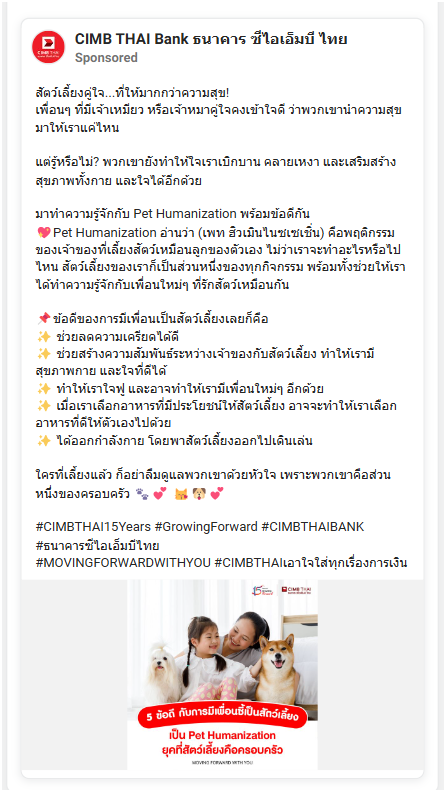 CIMB THAI Bank ธนาคาร ซีไอเอ็มบี ไทย
Sponsored
CIMB THAI
สัตว์เลี้ยงคู่ใจ...ที่ให้มากกว่าความสุข!
เพื่อนๆ ที่มีเจ้าเหมียว หรือเจ้าหมาคู่ใจคงเข้าใจดี ว่าพวกเขานำความสุข
มาให้เราแค่ไหน
แต่รู้หรือไม่? พวกเขายังทำให้ใจเราเบิกบาน คลายเหงา และเสริมสร้าง
สุขภาพทั้งกาย และใจได้อีกด้วย
มาทำความรู้จักกับ Pet Humanization พร้อมข้อดีกัน
💖Pet Humanization อ่านว่า (เพท ฮิวเมินไนซเซเชิ่น) คือพฤติกรรม
ของเจ้าของที่เลี้ยงสัตว์เหมือนลูกของตัวเอง ไม่ว่าเราจะทำอะไรหรือไป
ไหน สัตว์เลี้ยงของเราก็เป็นส่วนหนึ่งของทุกกิจกรรม พร้อมทั้งช่วยให้เรา
ได้ทำความรู้จักกับเพื่อนใหม่ๆ ที่รักสัตว์เหมือนกัน
📌ข้อดีของการมีเพื่อนเป็นสัตว์เลี้ยงเลยก็คือ
✨ ช่วยลดความเครียดได้ดี
✨ ช่วยสร้างความสัมพันธ์ระหว่างเจ้าของกับสัตว์เลี้ยง ทำให้เรามี
สุขภาพกาย และใจที่ดีได้
✨ ทำให้เราใจฟู และอาจทำให้เรามีเพื่อนใหม่ๆ อีกด้วย
✨ เมื่อเราเลือกอาหารที่มีประโยชน์ให้สัตว์เลี้ยง อาจจะทำให้เราเลือก
อาหารที่ดีให้ตัวเองไปด้วย
✨ ได้ออกกำลังกาย โดยพาสัตว์เลี้ยงออกไปเดินเล่น
ใครที่เลี้ยงแล้ว ก็อย่าลืมดูแลพวกเขาด้วยหัวใจ เพราะพวกเขาคือส่วน
หนึ่งของครอบครัว 🐾💕 😸🐶💕
#CIMBTHAI15Years #GrowingForward #CIMBTHAIBANK
#ธนาคารซีไอเอ็มบีไทย
#MOVINGFORWARDWITHYOU #CIMBTHAIเอาใจใส่ทุกเรื่องการเงิน
CIMB THAI
5 ข้อดี กับการมีเพื่อนซี้เป็นสัตว์เลี้ยง
เป็น Pet Humanization
ยุคที่สัตว์เลี้ยงคือครอบครัว
MOVING FORWARD WITH YOU